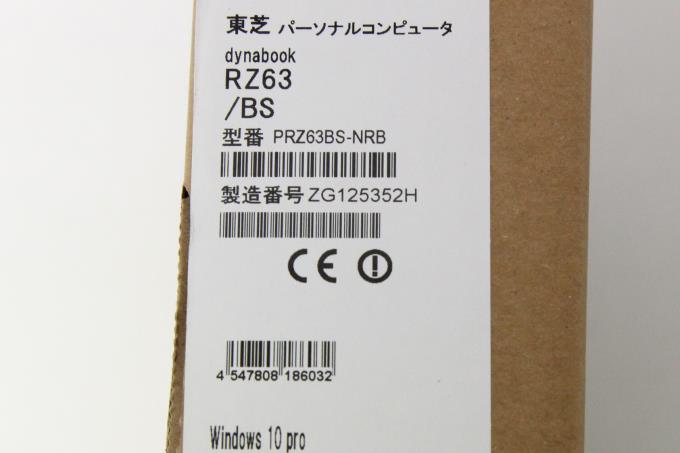 東芝 パーソナルコンピュータ
dynabook
RZ63
/BS
型番 PRZ63BS-NRB
製造番号 ZG125352H
CE
4 547808 186032
Windows 10 pro